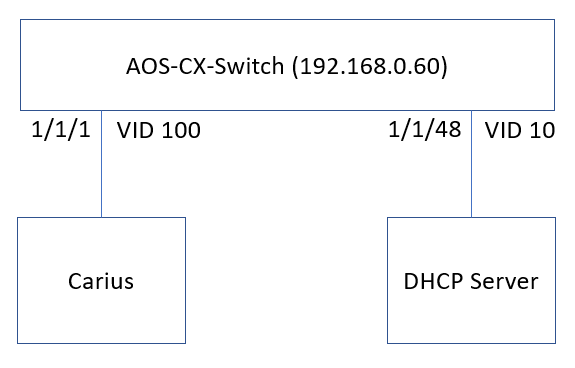 AOS-CX-Switch (192.168.0.60)
1/1/1 VID 100 1/1/48 VID 10
Carius DHCP Server